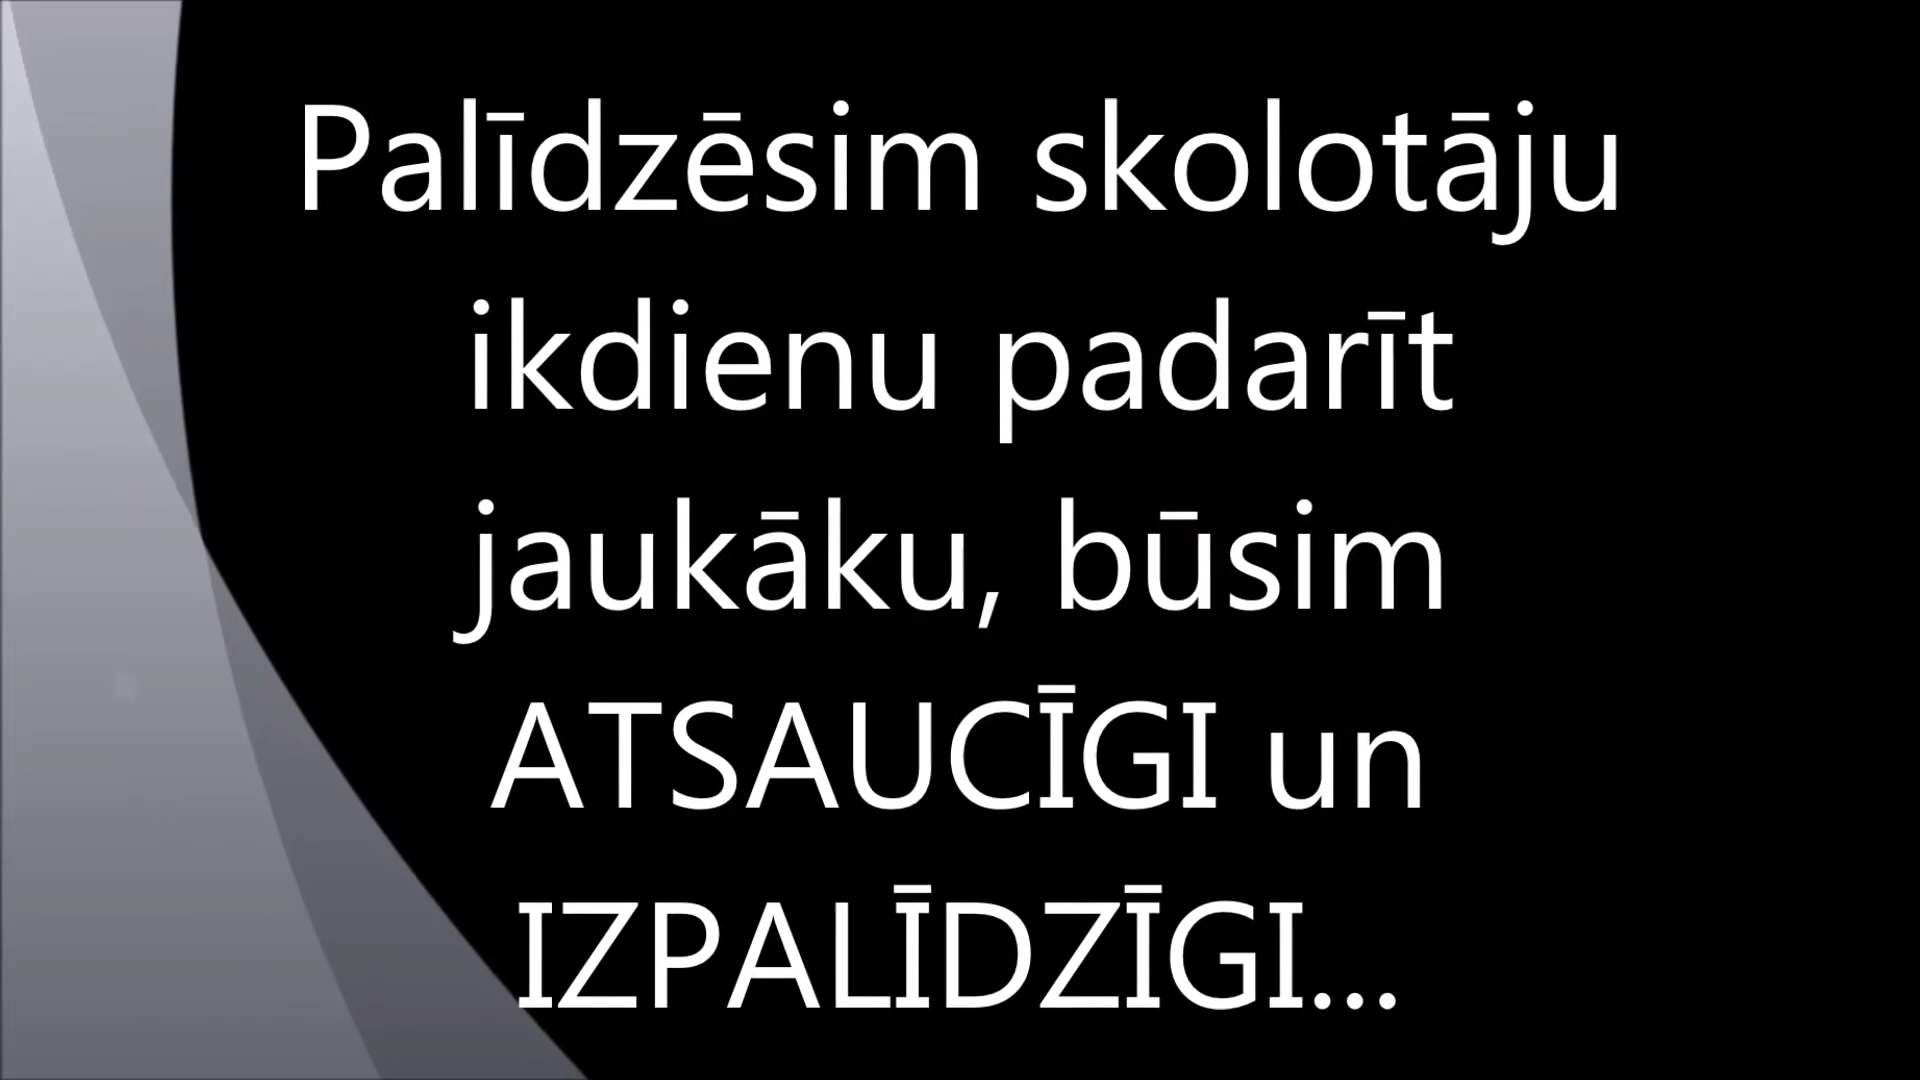 Palīdzēsim skolotāju
ikdienu padarīt
jaukāku, būsim
ATSAUCĪGI un
IZPALĪDZĪGI...